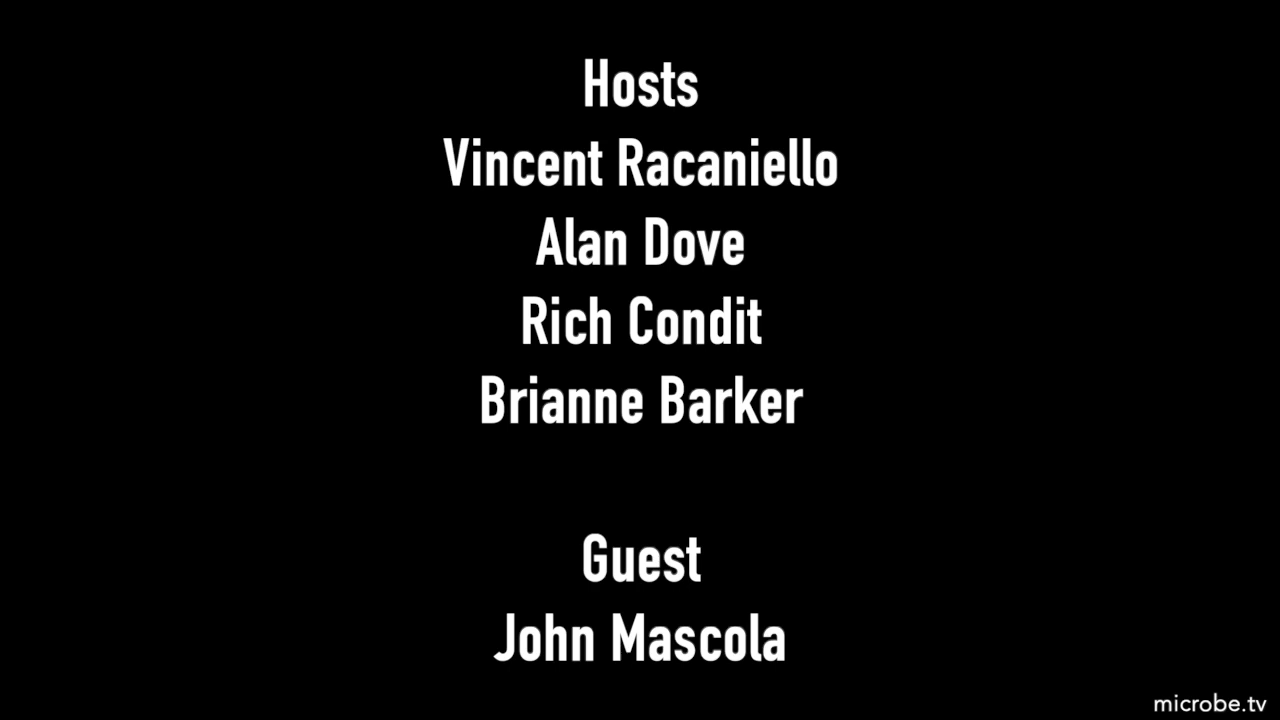 Hosts
Vincent Racaniello
Alan Dove
Rich Condit
Brianne Barker
Guest
John Mascola
microbe.tv